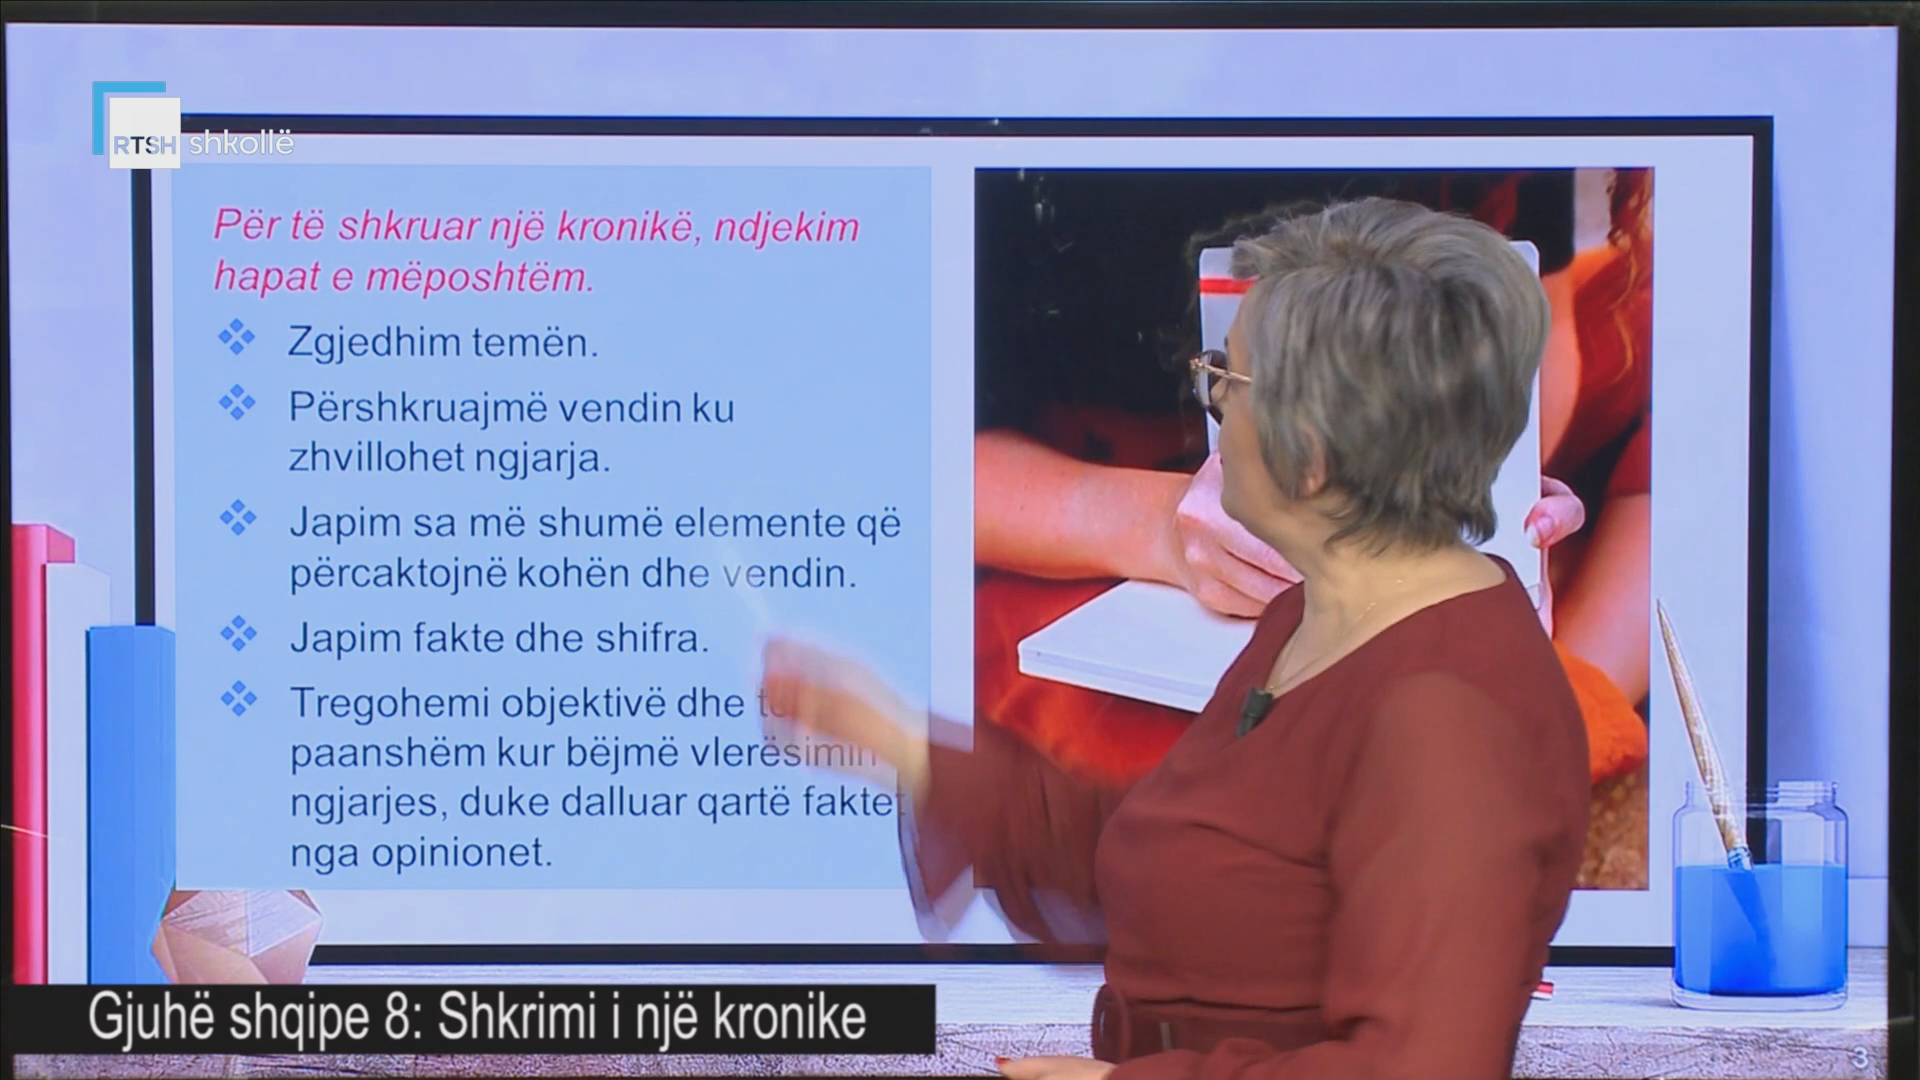 RTSH shkollë
Për të shkruar një kronikë, ndjekim
hapat e mëposhtëm.
Zgjedhim temën.
Përshkruajmë vendin ku
zhvillohet ngjarja.
Japim sa më shumë elemente që
përcaktojnë kohën dhe vendin.
Japim fakte dhe shifra.
Tregohemi objektivë dhe
paanshëm kur bëjmë vlerësimin
ngjarjes, duke dalluar qartë faktet
nga opinionet.
Gjuhë shqipe 8: Shkrimi i një kronike
3